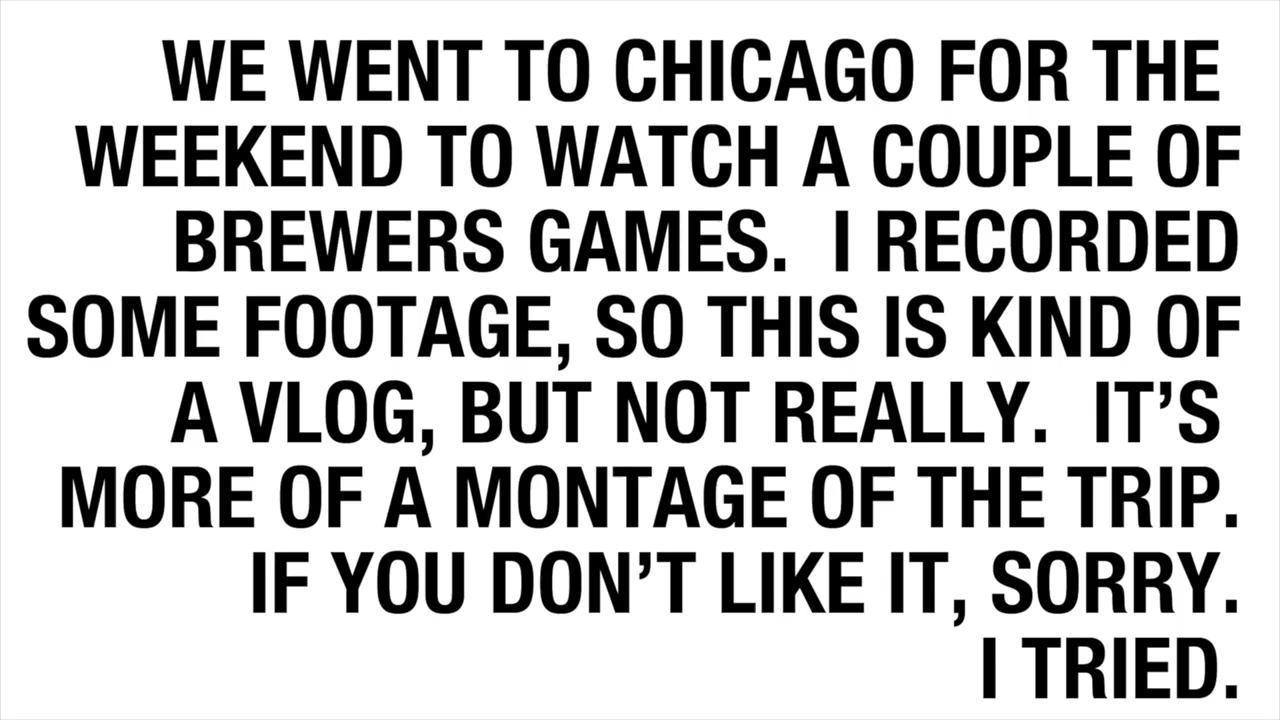 WE WENT TO CHICAGO FOR THE
WEEKEND TO WATCH A COUPLE OF
BREWERS GAMES.  I RECORDED
SOME FOOTAGE, SO THIS IS KIND OF
A VLOG, BUT NOT REALLY.  IT’S
MORE OF A MONTAGE OF THE TRIP.
IF YOU DON’T LIKE IT, SORRY.
I TRIED.